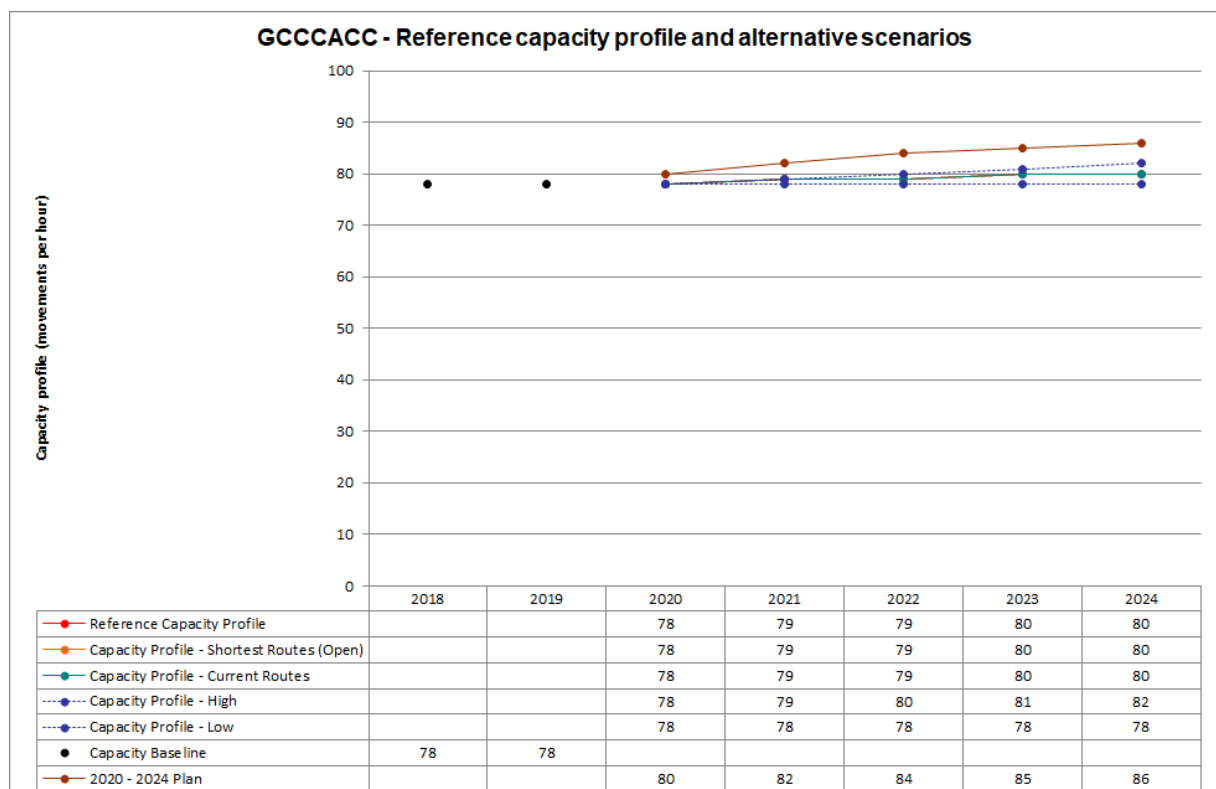 GCCCACC - Reference capacity profile and alternative scenarios
Capacity profile (movements per hour)
100
90
80
70
60
50
40
30
20
10
0
2018 2019 2020 2021 2022 2023 2024
Reference Capacity Profile 78 79 79 80 80
Capacity Profile - Shortest Routes (Open) 78 79 79 80 80
Capacity Profile - Current Routes 78 79 79 80 80
Capacity Profile - High 78 79 80 81 82
Capacity Profile - Low 78 78 78 78 78
Capacity Baseline 78 78
2020 - 2024 Plan 80 82 84 85 86